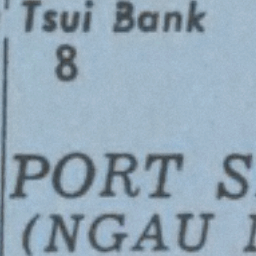 Tsui Bank
8
PORT S
(NGAU